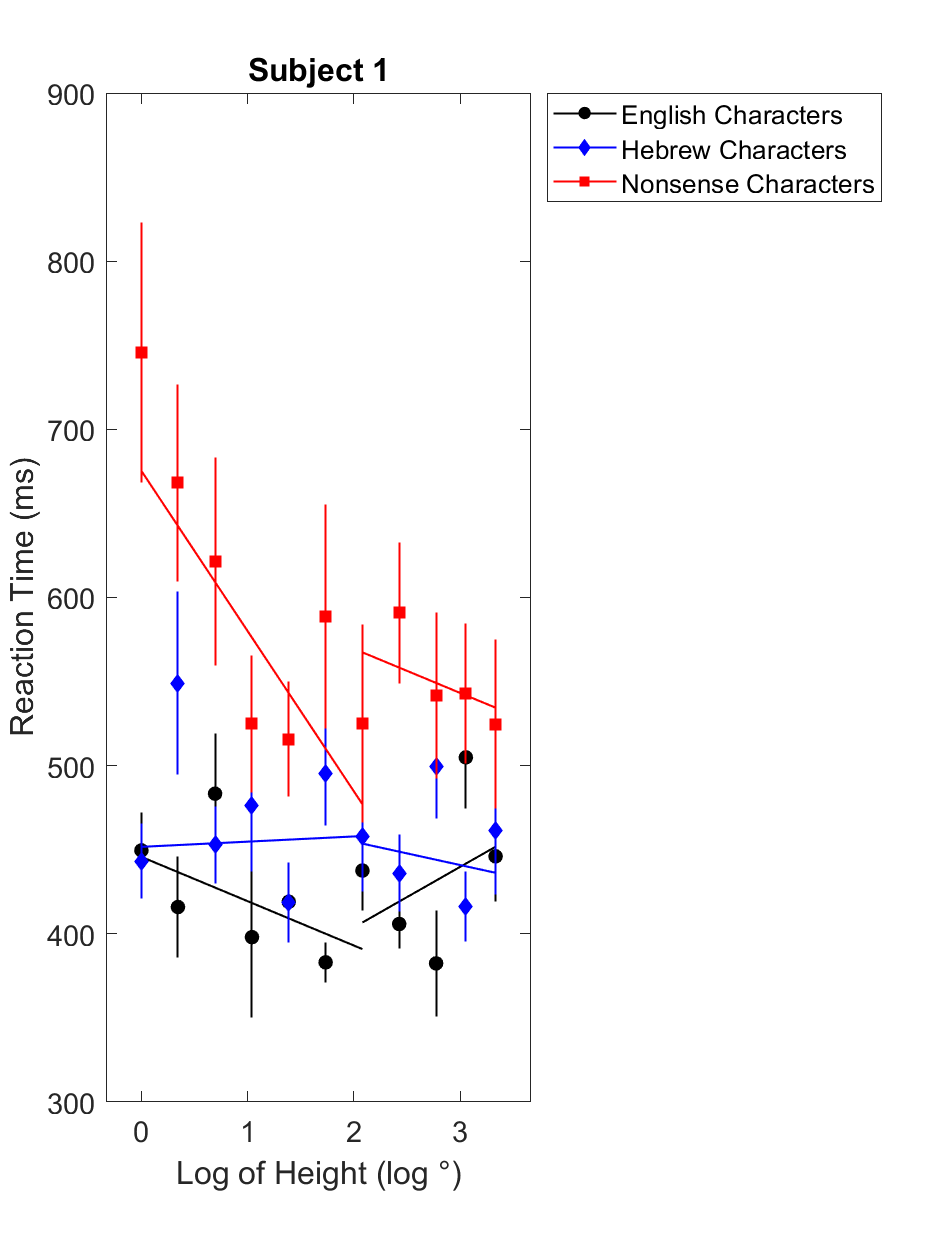 Subject 1
900
800
700
600
500
400
300
Reaction Time (ms)
0 1 2 3
Log of Height (log °)
English Characters
Hebrew Characters
Nonsense Characters